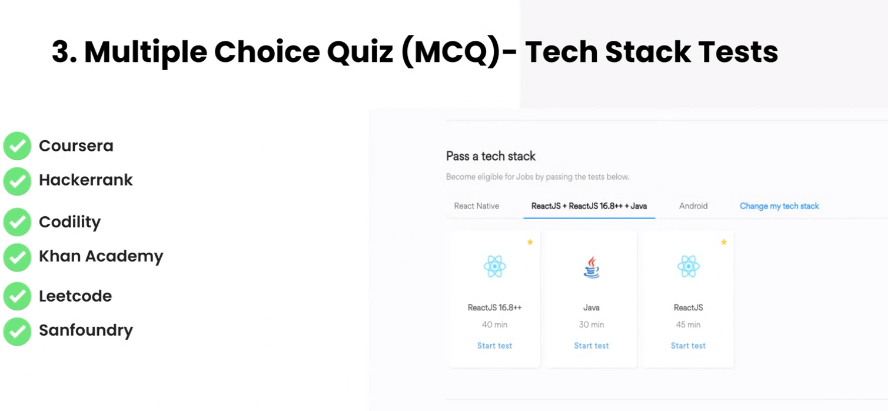 3. Multiple Choice Quiz (MCQ)- Tech Stack Tests
Coursera
Hackerrank
Codility
Khan Academy
Leetcode
Sanfoundry
Pass a tech stack
Become eligible for Jobs by passing the tests below.
React Native
ReactJS + ReactJS 16.8++ + Java
Android
Change my tech stack
ReactJS 16.8++
40 min
Start test
Java
30 min
Start test
ReactJS
45 min
Start test